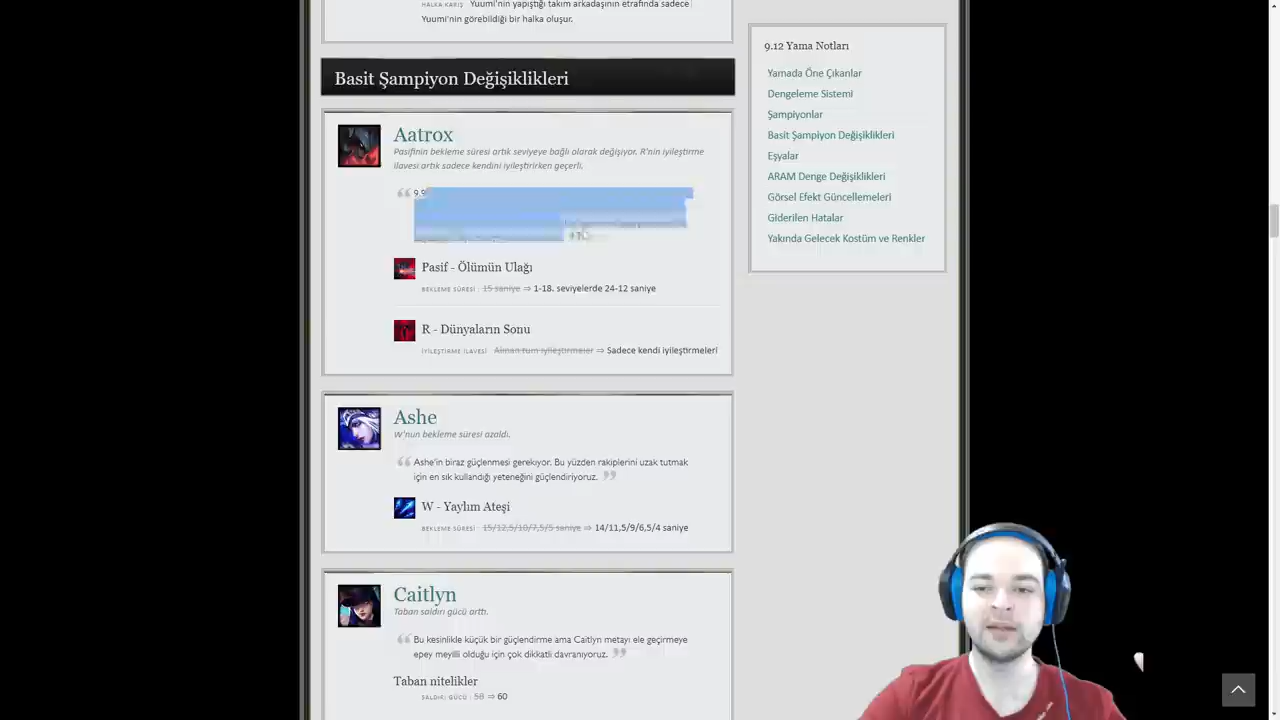 HALKA KARIŞ Yuumi'nin yaptığı takım arkadaşının etrafında sadece
Yuumi'nin görebildiği bir halka oluşur.
Basit Şampiyon Değişiklikleri
Aatrox
Pasifinin bekleme süresi artık seviyeye bağlı olarak değişiyor. R'nin iyileştirme
ilavesi artık sadece kendini iyileştirirken geçerli.
9.9
Pasif - Ölümün Ulağı
BEKLEME SÜRESİ : 15 saniye ⇒ 1-18. seviyelerde 24-12 saniye
R - Dünyaların Sonu
İYİLEŞTİRME İLAVESİ : Alınan tüm iyileştirmeler ⇒ Sadece kendi iyileştirmeleri
Ashe
W'nun bekleme süresi azaldı.
Ashe'in biraz güçlenmesi gerekiyor. Bu yüzden rakiplerini uzak tutmak
için en sık kullandığı yeteneğini güçlendiriyoruz.
W - Yaylım Ateşi
BEKLEME SÜRESİ : 15/12,5/10/7,5/5 saniye ⇒ 14/11,5/9/6,5/4 saniye
Caitlyn
Taban saldırı gücü arttı.
Bu kesinlikle küçük bir güçlendirme ama Caitlyn metayı ele geçirmeye
epey meyilli olduğu için çok dikkatli davranıyoruz.
Taban nitelikler
SALDIRI GÜCÜ : 58 ⇒ 60
9.12 Yama Notları
Yamada Öne Çıkanlar
Dengeleme Sistemi
Şampiyonlar
Basit Şampiyon Değişiklikleri
Eşyalar
ARAM Denge Değişiklikleri
Görsel Efekt Güncellemeleri
Giderilen Hatalar
Yakında Gelecek Kostüm ve Renkler